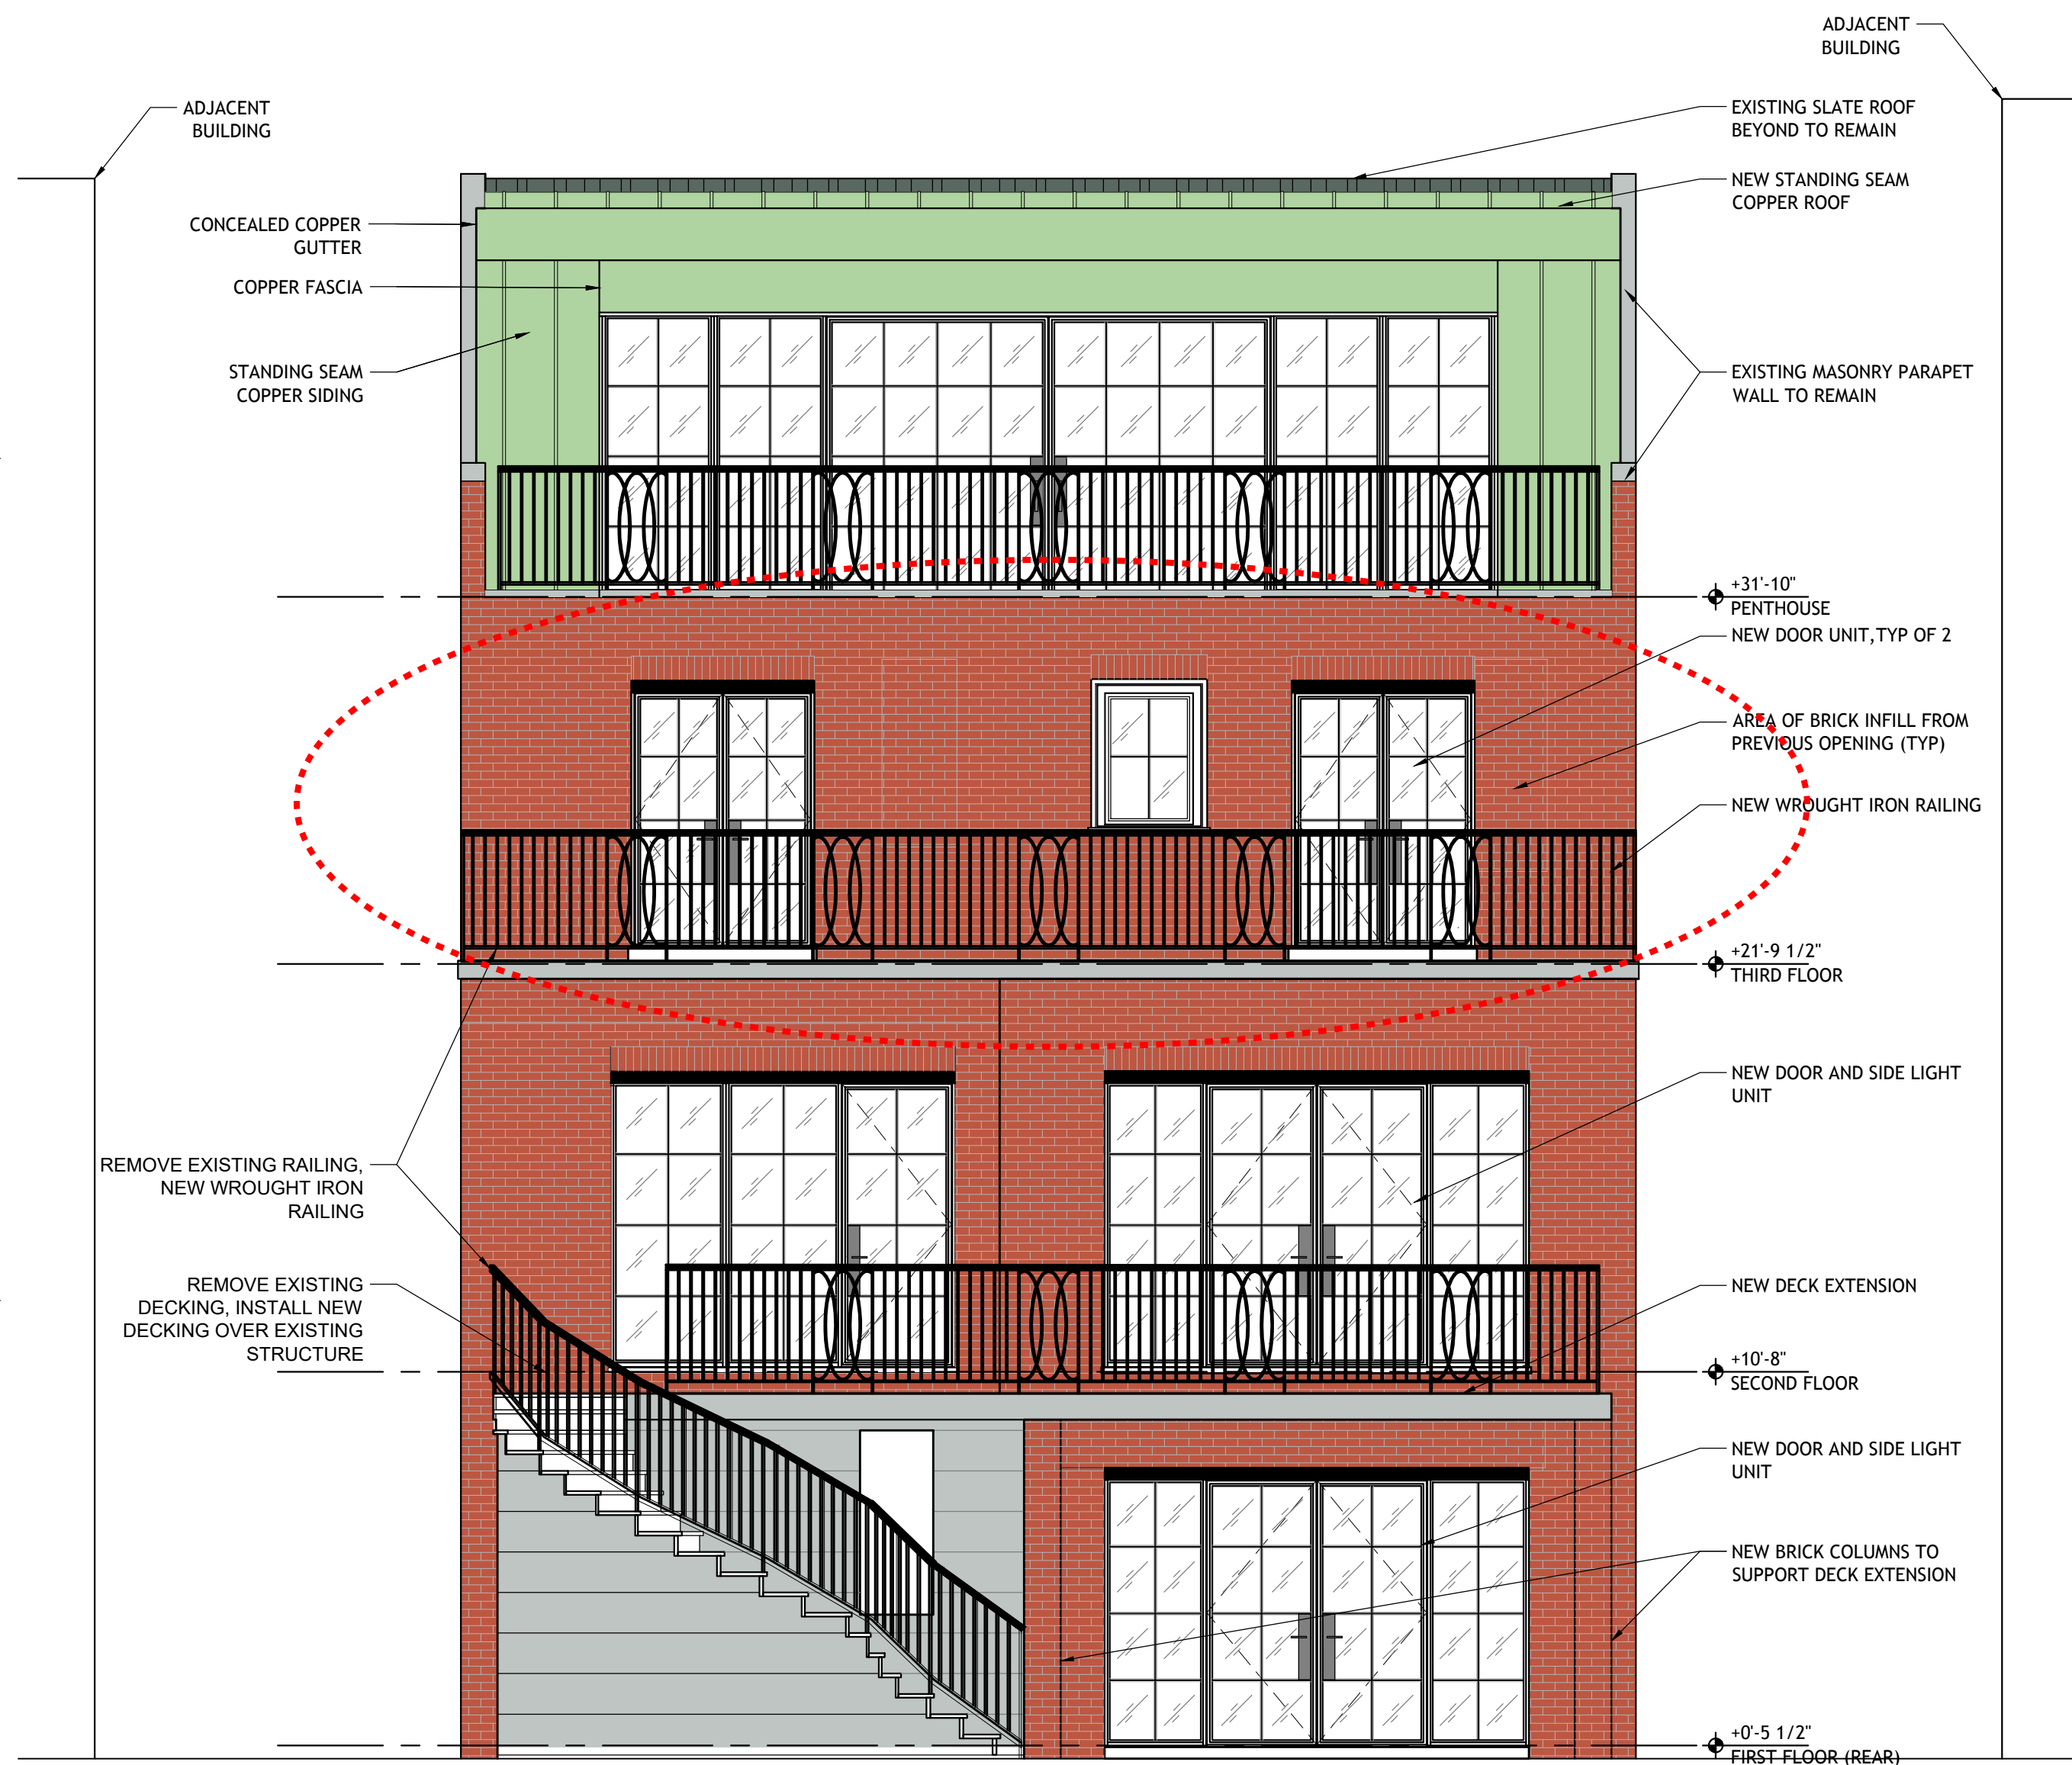 ADJACENT
BUILDING
ADJACENT
BUILDING
EXISTING SLATE ROOF
BEYOND TO REMAIN
NEW STANDING SEAM
COPPER ROOF
CONCEALED COPPER
GUTTER
COPPER FASCIA
STANDING SEAM
COPPER SIDING
EXISTING MASONRY PARAPET
WALL TO REMAIN
+31'-10"
PENTHOUSE
NEW DOOR UNIT,TYP OF 2
AREA OF BRICK INFILL FROM
PREVIOUS OPENING (TYP)
NEW WROUGHT IRON RAILING
+21'-9 1/2"
THIRD FLOOR
NEW DOOR AND SIDE LIGHT
UNIT
REMOVE EXISTING RAILING,
NEW WROUGHT IRON
RAILING
REMOVE EXISTING
DECKING, INSTALL NEW
DECKING OVER EXISTING
STRUCTURE
NEW DECK EXTENSION
+10'-8"
SECOND FLOOR
NEW DOOR AND SIDE LIGHT
UNIT
NEW BRICK COLUMNS TO
SUPPORT DECK EXTENSION
+0'-5 1/2"
FIRST FLOOR (REAR)